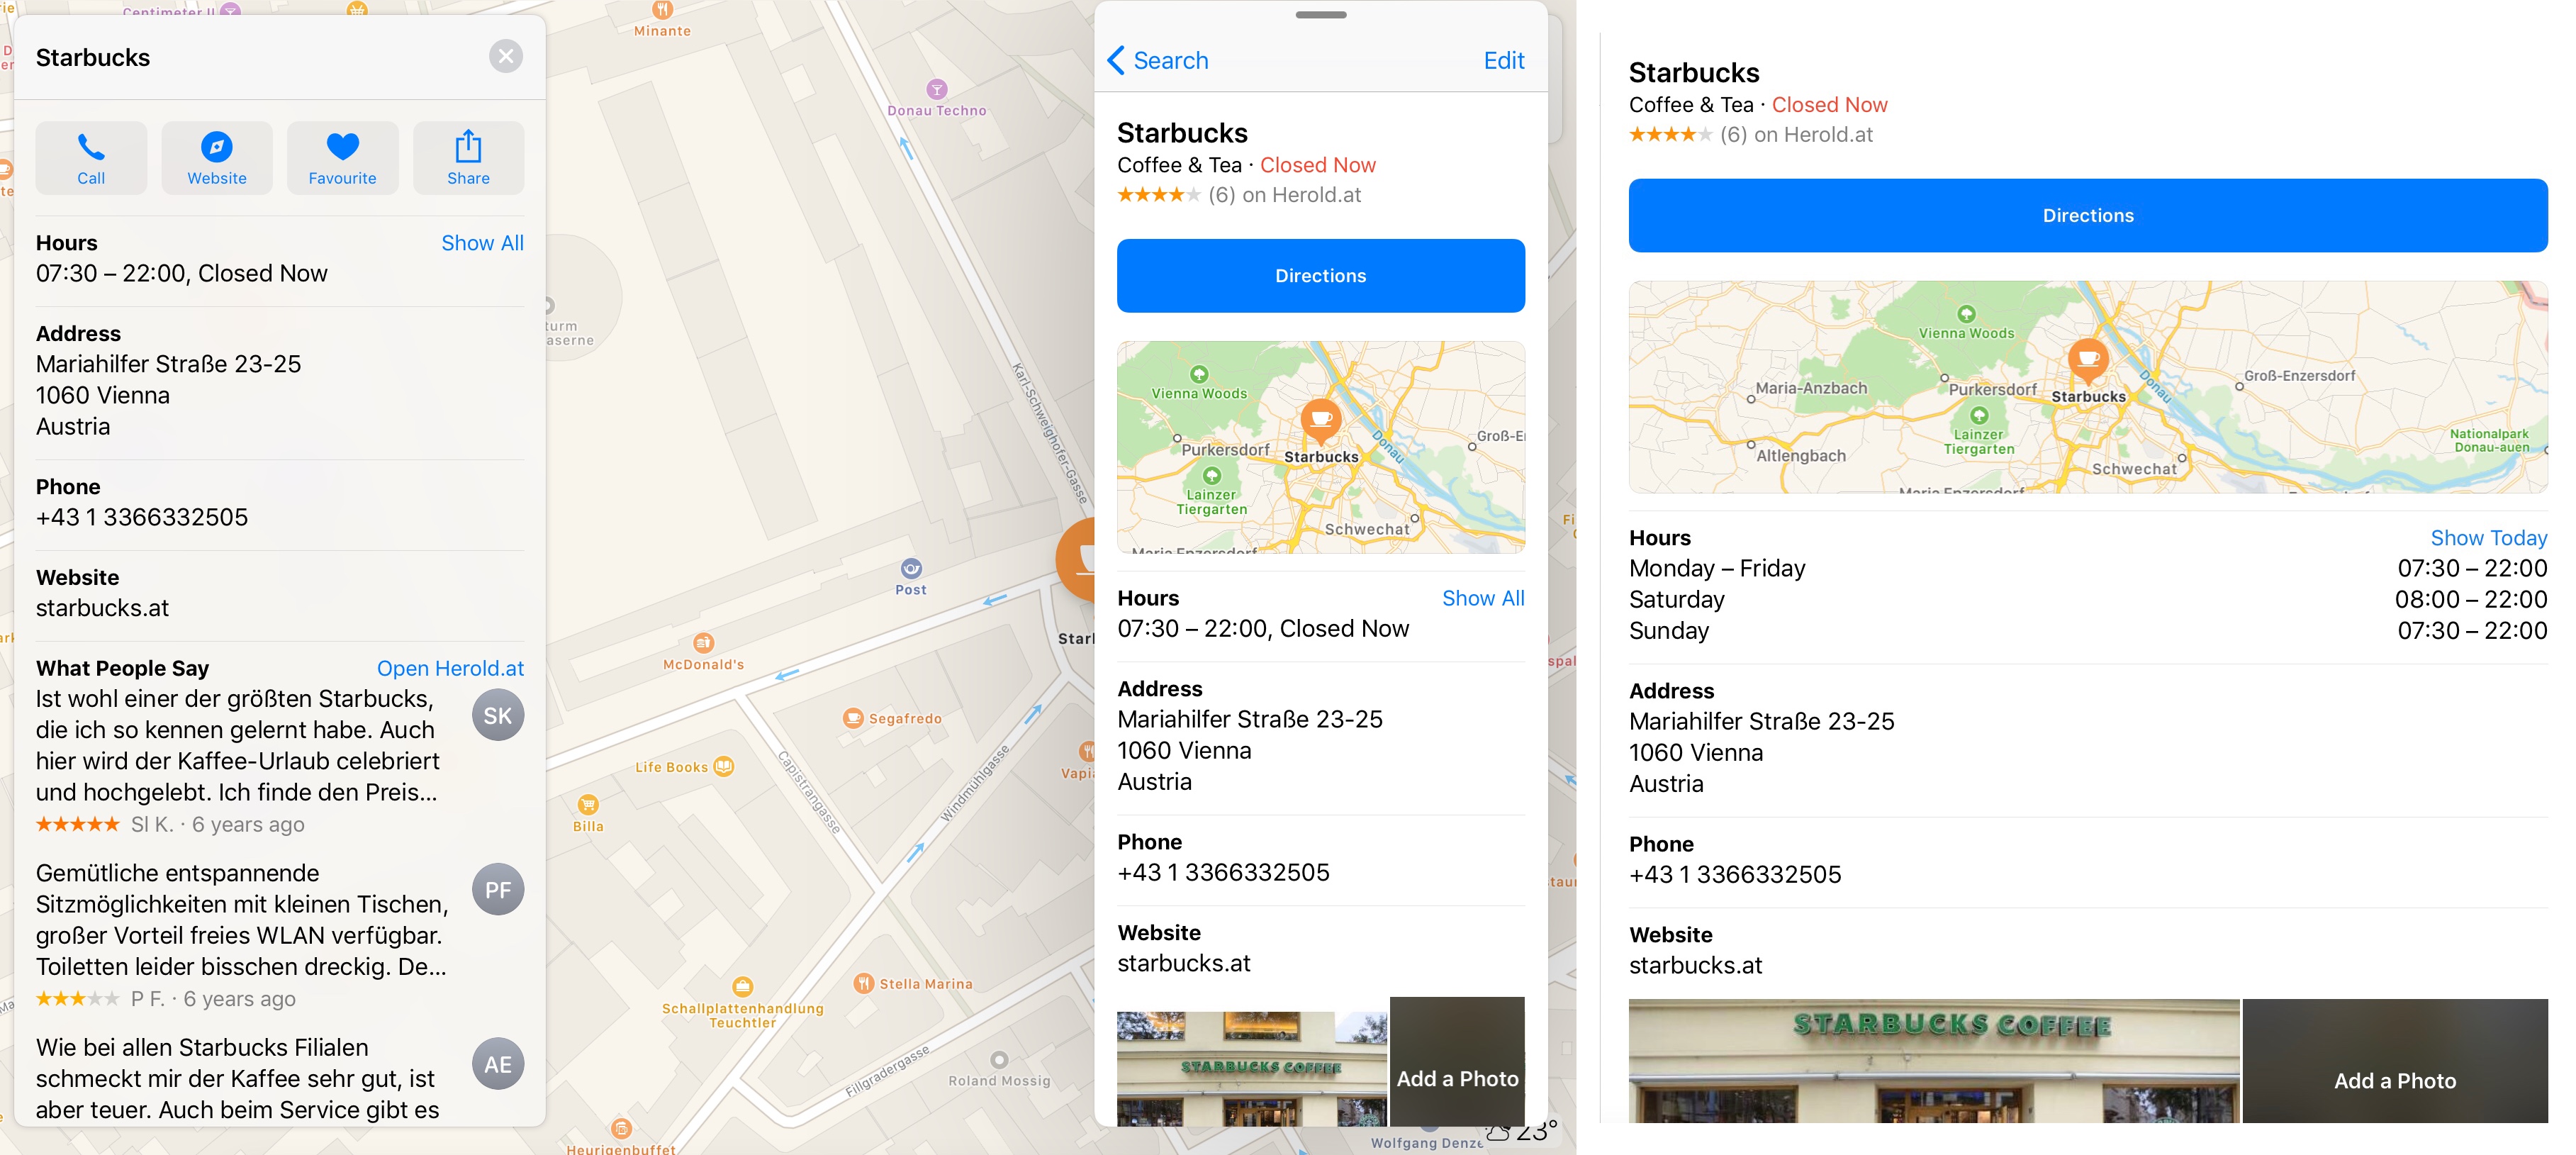 Starbucks
Call
Website
Favourite
Share
Hours
Show All
07:30 – 22:00, Closed Now
Address
Mariahilfer Straße 23-25
1060 Vienna
Austria
Phone
+43 1 3366332505
Website
starbucks.at
What People Say
Open Herold.at
Ist wohl einer der größten Starbucks,
die ich so kennen gelernt habe. Auch
hier wird der Kaffee-Urlaub celebriert
und hochgelebt. Ich finde den Preis...
SK
SI K. · 6 years ago
Gemütliche entspannende
Sitzmöglichkeiten mit kleinen Tischen,
großer Vorteil freies WLAN verfügbar.
Toiletten leider bisschen dreckig. De...
PF
P F. · 6 years ago
Wie bei allen Starbucks Filialen
schmeckt mir der Kaffee sehr gut, ist
aber teuer. Auch beim Service gibt es
AE
Centimeter II
Minante
Donau Techno
Karl-Schweighofer-Gasse
Post
McDonald's
Segafredo
Life Books
Capistrangasse
Windmühlgasse
Billa
Stella Marina
Schallplattenhandlung
Teuchtler
Fillgradergasse
Roland Mossig
Heurigenbuffet
Wolfgang Denze
23°
Search
Edit
Starbucks
Coffee & Tea · Closed Now
(6) on Herold.at
Directions
Vienna Woods
Purkersdorf
Starbucks
Donau
Lainzer
Tiergarten
Schwechat
Maria Enzersdorf
Hours
Show All
07:30 – 22:00, Closed Now
Address
Mariahilfer Straße 23-25
1060 Vienna
Austria
Phone
+43 1 3366332505
Website
starbucks.at
STARBUCKS COFFEE
Add a Photo
Starbucks
Coffee & Tea · Closed Now
(6) on Herold.at
Directions
Vienna Woods
Maria-Anzbach
Purkersdorf
Starbucks
Donau
Groß-Enzersdorf
Lainzer
Tiergarten
Altlengbach
Schwechat
Nationalpark
Donau-auen
Maria Enzersdorf
Hours
Show Today
Monday – Friday
07:30 – 22:00
Saturday
08:00 – 22:00
Sunday
07:30 – 22:00
Address
Mariahilfer Straße 23-25
1060 Vienna
Austria
Phone
+43 1 3366332505
Website
starbucks.at
STARBUCKS COFFEE
Add a Photo